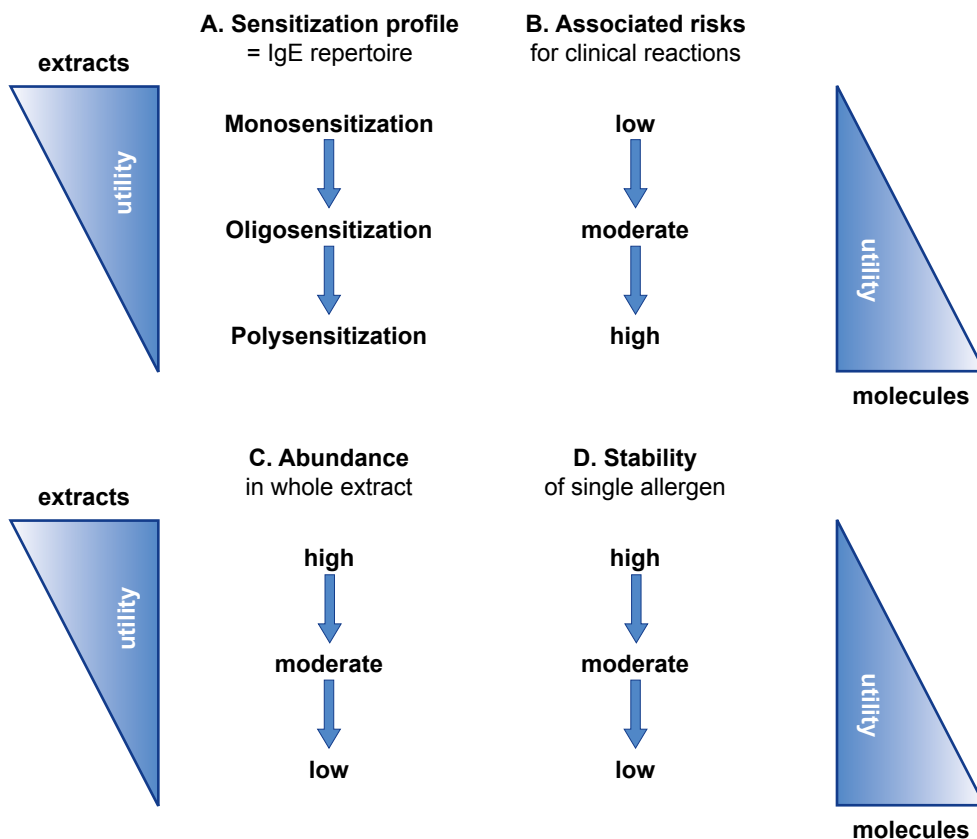 A. Sensitization profile
= IgE repertoire
B. Associated risks
for clinical reactions
extracts
utility
Monosensitization
Oligosensitization
Polysensitization
low
moderate
high
utility
molecules
C. Abundance
in whole extract
D. Stability
of single allergen
extracts
utility
high
moderate
low
high
moderate
low
utility
molecules